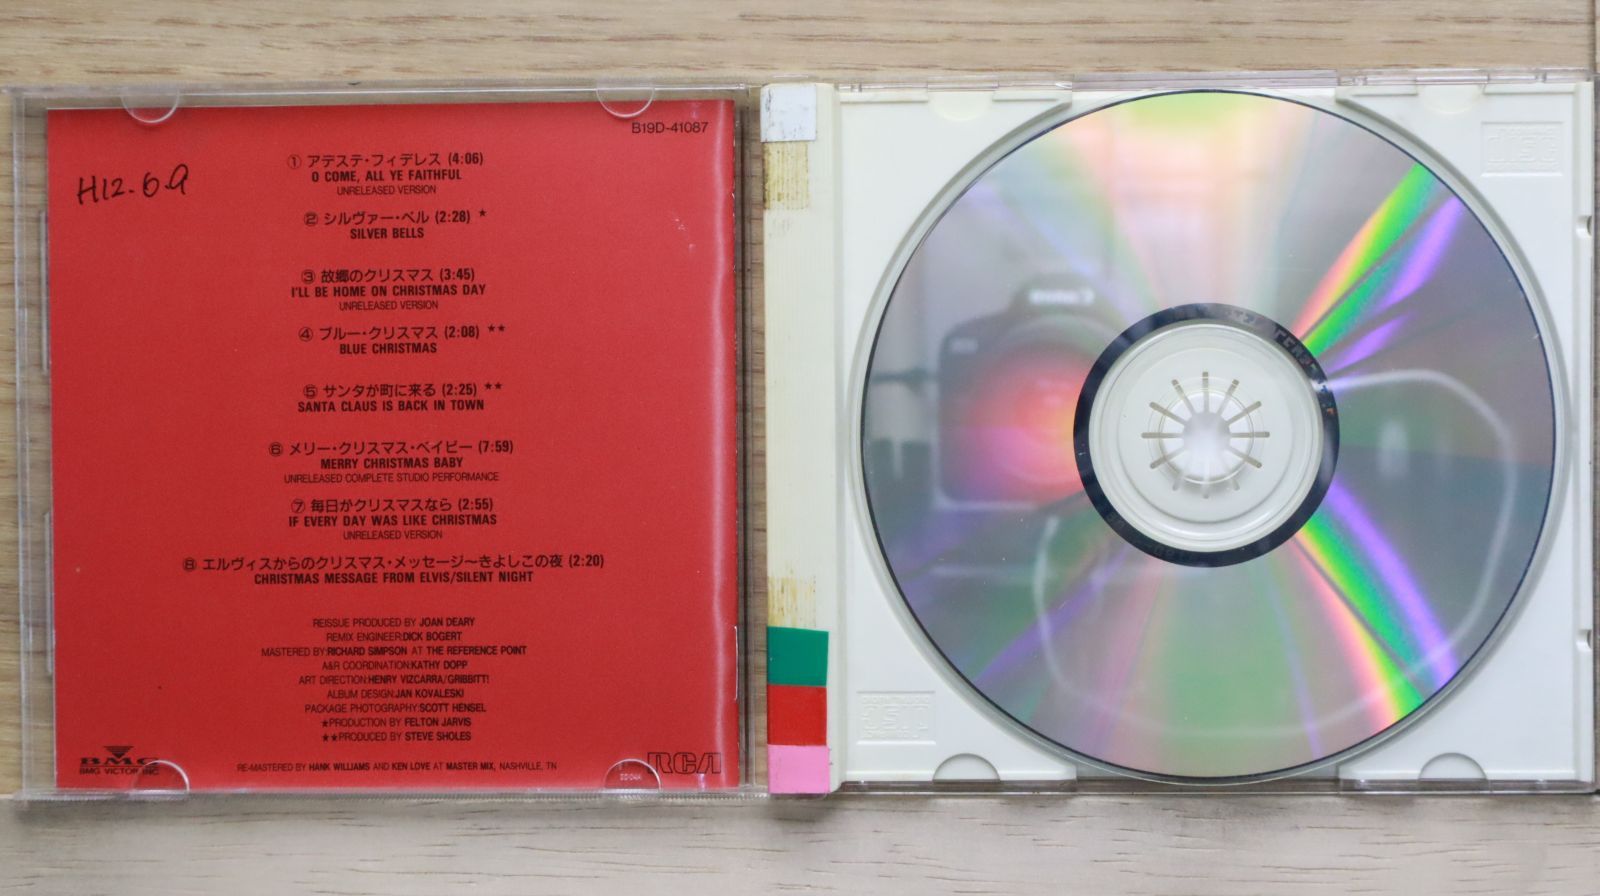 B19D-41087
H12-6.9
① アデステ・フィデレス (4:06)
O COME, ALL YE FAITHFUL
UNRELEASED VERSION
② シルヴァー・ベル (2:28) ★
SILVER BELLS
③ 故郷のクリスマス (3:45)
I'LL BE HOME ON CHRISTMAS DAY
UNRELEASED VERSION
④ ブルー・クリスマス (2:08) ★★
BLUE CHRISTMAS
⑤ サンタが町に来る (2:25) ★★
SANTA CLAUS IS BACK IN TOWN
⑥ メリー・クリスマス・ベイビー (7:59)
MERRY CHRISTMAS BABY
UNRELEASED COMPLETE STUDIO PERFORMANCE
⑦ 毎日がクリスマスなら (2:55)
IF EVERY DAY WAS LIKE CHRISTMAS
UNRELEASED VERSION
⑧ エルヴィスからのクリスマス・メッセージ〜きよしこの夜 (2:20)
CHRISTMAS MESSAGE FROM ELVIS/SILENT NIGHT
REISSUE PRODUCED BY JOAN DEARY
REMIX ENGINEER:DICK BOGERT
MASTERED BY:RICHARD SIMPSON AT THE REFERENCE POINT
A&R COORDINATION:KATHY DOPP
ART DIRECTION:HENRY VIZCARRA/GRIBBITT!
ALBUM DESIGN:JAN KOVALESKI
PACKAGE PHOTOGRAPHY:SCOTT HENSEL
★PRODUCTION BY FELTON JARVIS
★★PRODUCED BY STEVE SHOLES
BMG
BMG VICTOR INC.
RE-MASTERED BY HANK WILLIAMS AND KEN LOVE AT MASTER MIX, NASHVILLE, TN
RCA